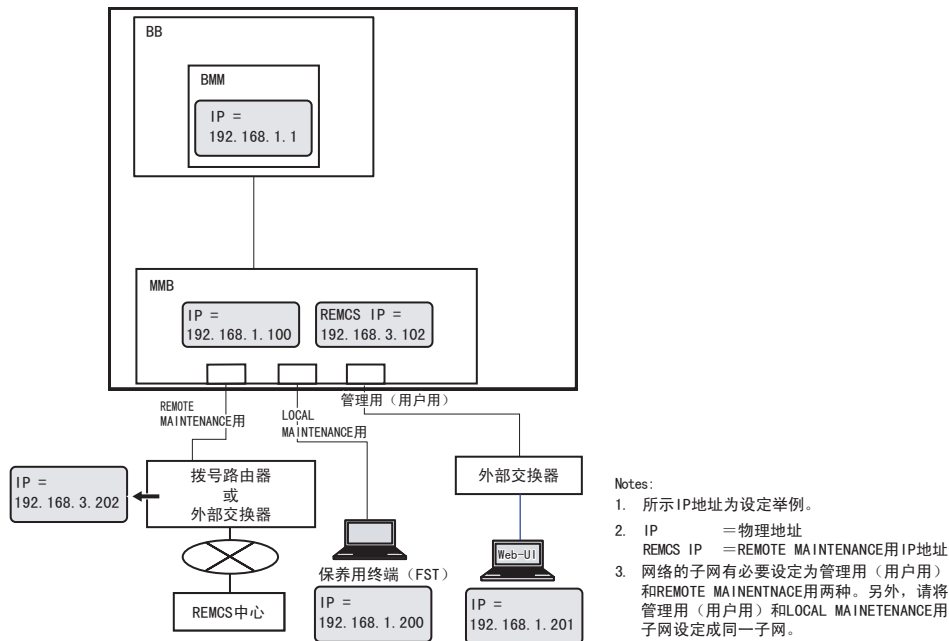 BB
BMM
IP =
192.168.1.1
MMB
IP =
192.168.1.100
REMCS IP =
192.168.3.102
REMOTE
MAINTENANCE用
LOCAL
MAINTENANCE用
管理用（用户用）
IP =
192.168.3.202
拨号路由器
或
外部交换器
外部交换器
REMCS中心
保养用终端（FST）
IP =
192.168.1.200
Web-UI
IP =
192.168.1.201
Notes:
1. 所示IP地址为设定举例。
2. IP ＝物理地址
REMCS IP ＝REMOTE MAINTENANCE用IP地址
3. 网络的子网有必要设定为管理用（用户用）
和REMOTE MAINENTNACE用两种。另外，请将
管理用（用户用）和LOCAL MAINETENANCE用
子网设定成同一子网。